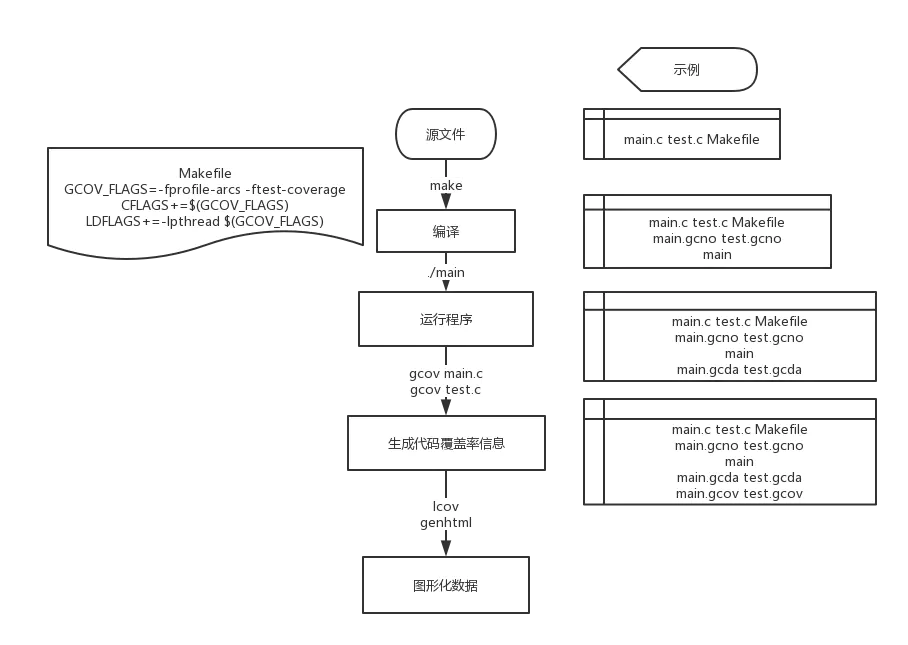 示例
源文件
main.c test.c Makefile
Makefile
GCOV_FLAGS=-fprofile-arcs -ftest-coverage
CFLAGS+=$(GCOV_FLAGS)
LDFLAGS+=-lpthread $(GCOV_FLAGS)
make
编译
main.c test.c Makefile
main.gcno test.gcno
main
./main
运行程序
main.c test.c Makefile
main.gcno test.gcno
main
main.gcda test.gcda
gcov main.c
gcov test.c
生成代码覆盖率信息
main.c test.c Makefile
main.gcno test.gcno
main
main.gcda test.gcda
main.gcov test.gcov
lcov
genhtml
图形化数据